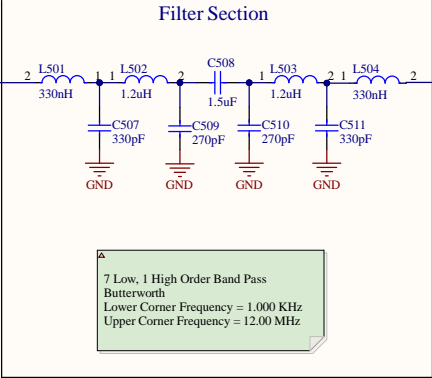 Filter Section
2 L501 1 1 L502 2 C508 1 L503 2 1 L504 2
330nH 1.2uH 1.5uF 1.2uH 330nH
C507 C509 C510 C511
330pF 270pF 270pF 330pF
GND GND GND GND
7 Low, 1 High Order Band Pass
Butterworth
Lower Corner Frequency = 1.000 KHz
Upper Corner Frequency = 12.00 MHz